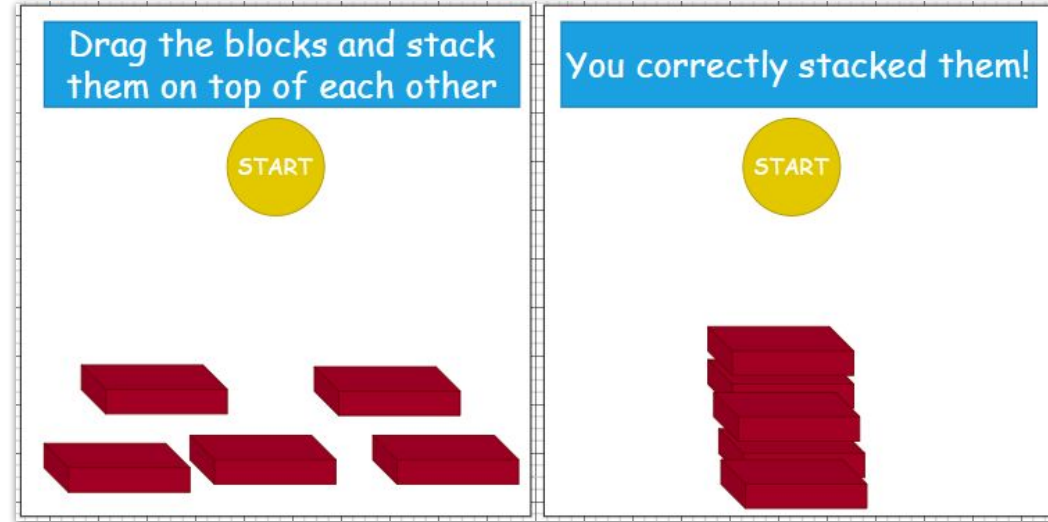 Drag the blocks and stack
them on top of each other
START
You correctly stacked them!
START